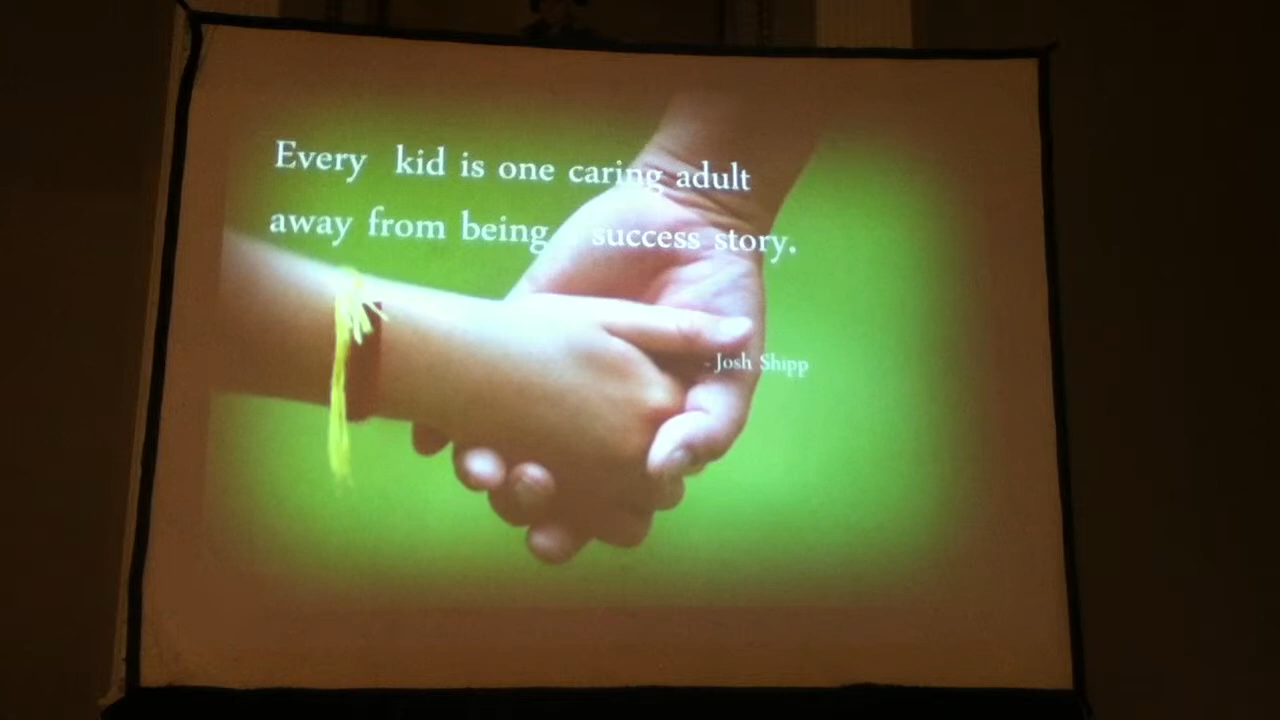 Every kid is one caring adult
away from being a success story.
- Josh Shipp